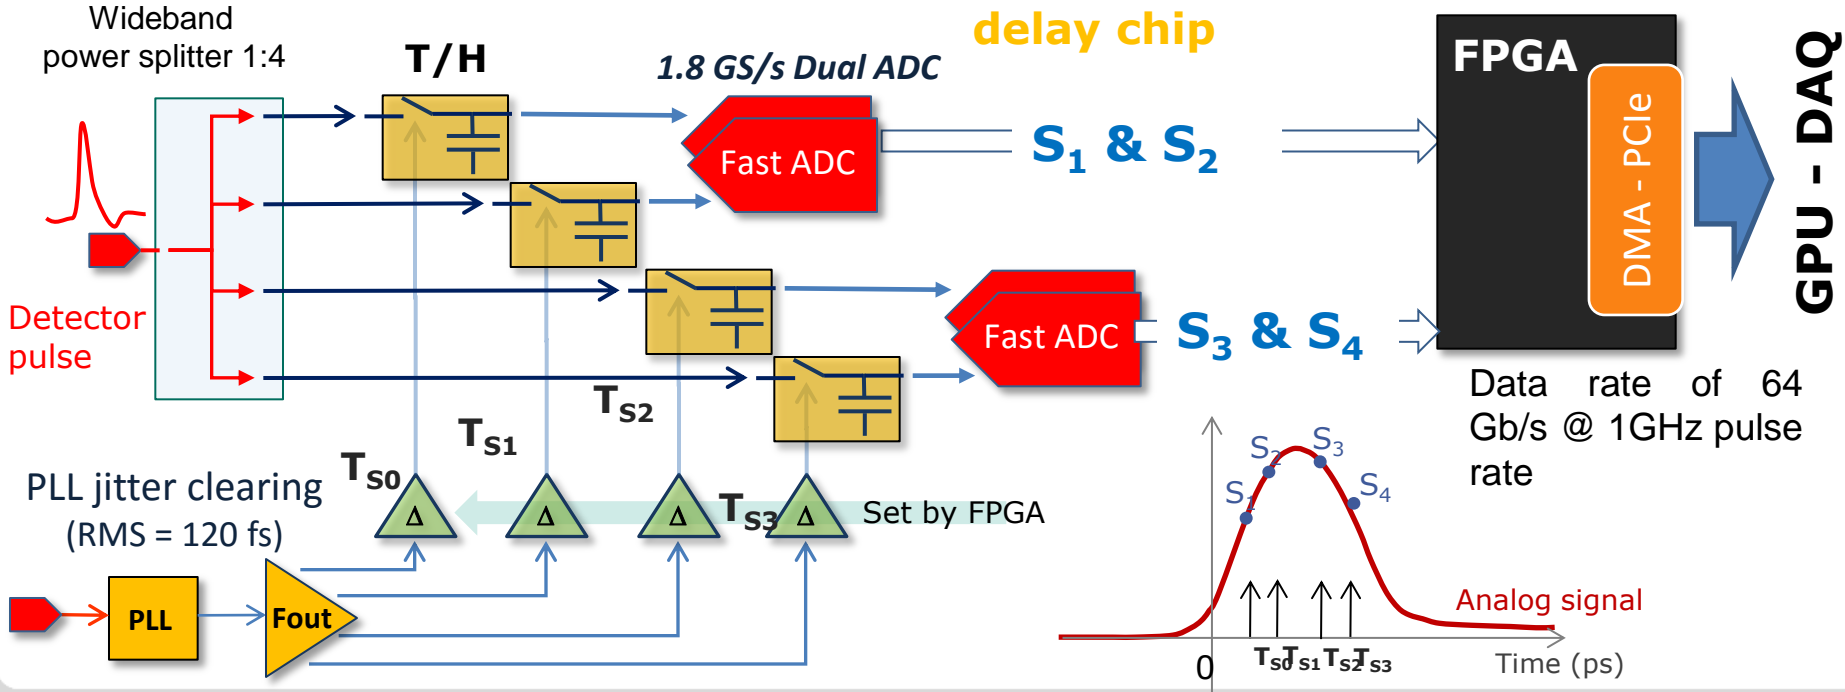 Wideband
power splitter 1:4
T/H
1.8 GS/s Dual ADC
delay chip
Fast ADC
S1 & S2
FPGA
DMA - PCIe
GPU - DAQ
Detector
pulse
Fast ADC
S3 & S4
Data rate of 64
Gb/s @ 1GHz pulse
rate
TS2
TS1
TS0
TS3
PLL jitter clearing
(RMS = 120 fs)
Δ
Δ
Δ
Δ
Set by FPGA
PLL
Fout
S1
S2
S3
S4
Analog signal
0
TS0
TS1
TS2
TS3
Time (ps)